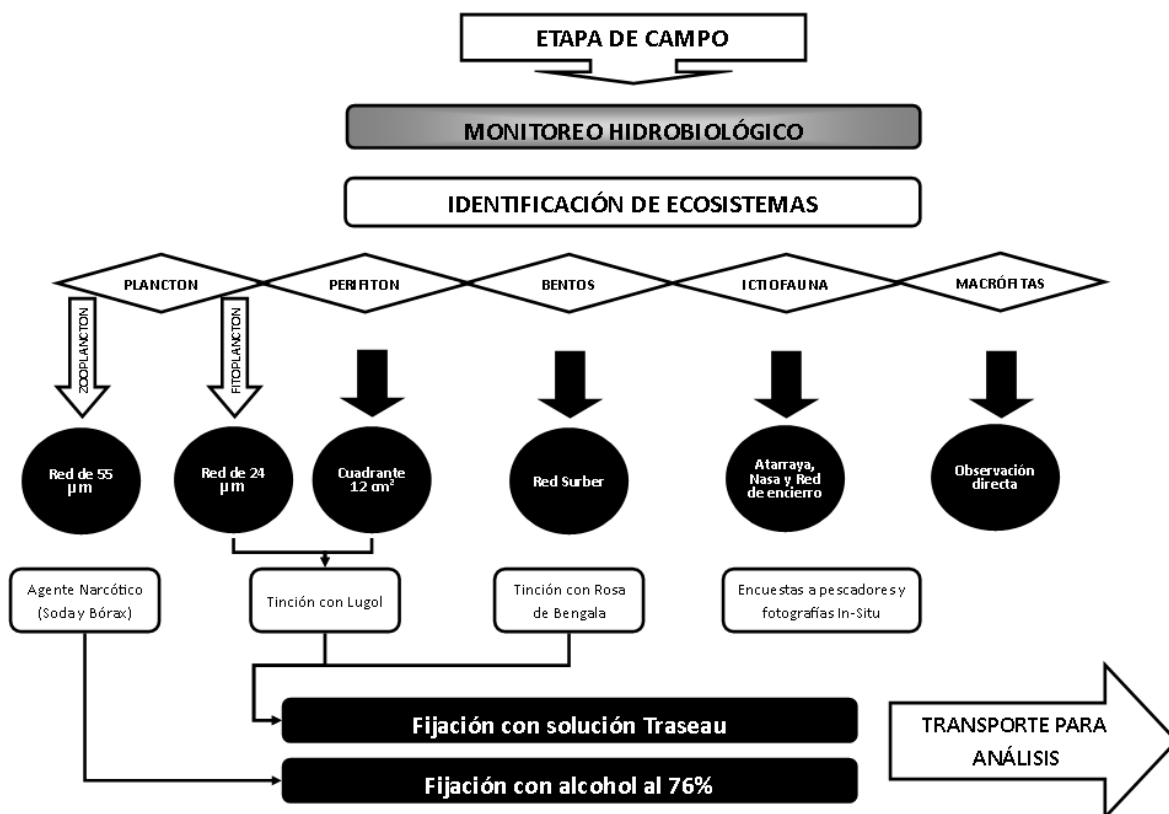 ETAPA DE CAMPO
MONITOREO HIDROBIOLÓGICO
IDENTIFICACIÓN DE ECOSISTEMAS
PLANCTON
PERIFITON
BENTOS
ICTIOFAUNA
MACRÓFITAS
ZOOPLANCTON
FITOPLANCTON
Red de 55
µm
Red de 24
µm
Cuadrante
12 cm²
Red Surber
Atarraya,
Nasa y Red
de encierro
Observación
directa
Agente Narcótico
(Soda y Bórax)
Tinción con Lugol
Tinción con Rosa
de Bengala
Encuestas a pescadores y
fotografías In-Situ
Fijación con solución Traseau
Fijación con alcohol al 76%
TRANSPORTE PARA
ANÁLISIS